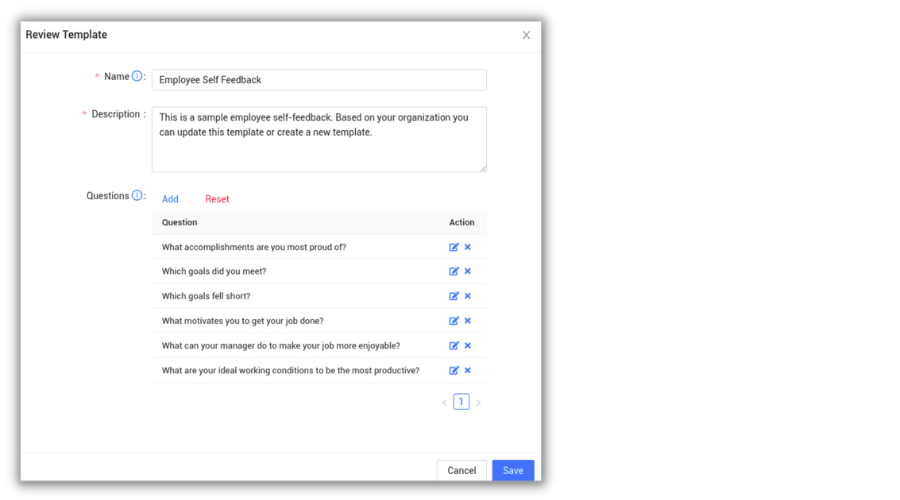 Review Template
* Name :
Employee Self Feedback
* Description :
This is a sample employee self-feedback. Based on your organization you
can update this template or create a new template.
Questions :
Add Reset
Question Action
What accomplishments are you most proud of?
Which goals did you meet?
Which goals fell short?
What motivates you to get your job done?
What can your manager do to make your job more enjoyable?
What are your ideal working conditions to be the most productive?
< 1 >
Cancel Save